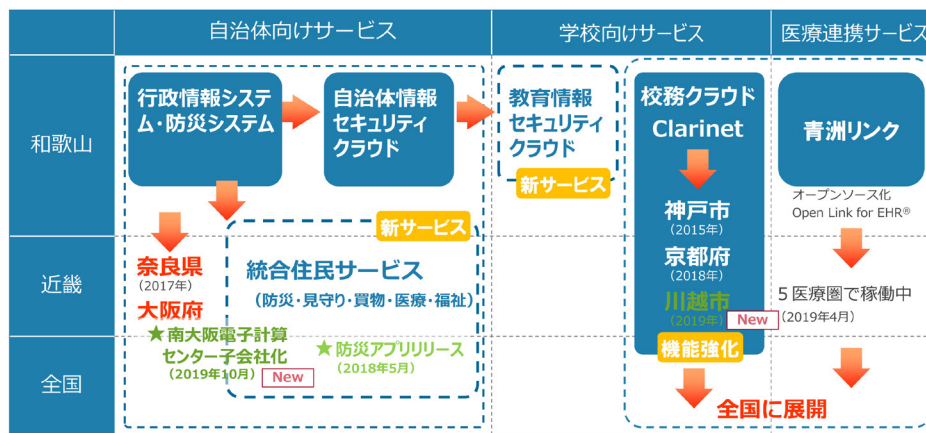 自治体向けサービス
学校向けサービス
医療連携サービス
和歌山
行政情報システ
ム・防災システム
自治体情報
セキュリティ
クラウド
教育情報
セキュリティ
クラウド
新サービス
校務クラウド
Clarinet
青洲リンク
オープンソース化
Open Link for EHR®
神戸市
(2015年)
新サービス
近畿
奈良県
(2017年)
大阪府
統合住民サービス
(防災・見守り・買物・医療・福祉)
京都府
(2018年)
川越市
(2019年)
New
5医療圏で稼働中
(2019年4月)
★南大阪電子計算
センター子会社化
(2019年10月)
New
★防災アプリリリース
(2018年5月)
機能強化
全国
全国に展開